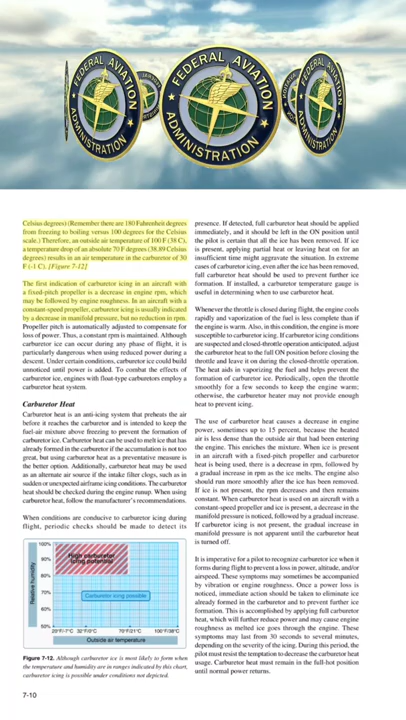 FEDERAL AVIATION
ADMINISTRATION
FEDERAL AVIATION
ADMINISTRATION
FEDERAL AVIATION
ADMINISTRATION
Celsius degrees) (Remember there are 180 Fahrenheit degrees
from freezing to boiling versus 100 degrees for the Celsius
scale.) Therefore, an outside air temperature of 100 F (38 C),
a temperature drop of an absolute 70 F degrees (38.89 Celsius
degrees) results in an air temperature in the carburetor of 30
F (-1 C). [Figure 7-12]
The first indication of carburetor icing in an aircraft with
a fixed-pitch propeller is a decrease in engine rpm, which
may be followed by engine roughness. In an aircraft with a
constant-speed propeller, carburetor icing is usually indicated
by a decrease in manifold pressure, but no reduction in rpm.
Propeller pitch is automatically adjusted to compensate for
loss of power. Thus, a constant rpm is maintained. Although
carburetor ice can occur during any phase of flight, it is
particularly dangerous when using reduced power during a
descent. Under certain conditions, carburetor ice could build
unnoticed until power is added. To combat the effects of
carburetor ice, engines with float-type carburetors employ a
carburetor heat system.
Carburetor Heat
Carburetor heat is an anti-icing system that preheats the air
before it reaches the carburetor and is intended to keep the
fuel-air mixture above freezing to prevent the formation of
carburetor ice. Carburetor heat can be used to melt ice that has
already formed in the carburetor if the accumulation is not too
great, but using carburetor heat as a preventative measure is
the better option. Additionally, carburetor heat may be used
as an alternate air source if the intake filter clogs, such as in
sudden or unexpected airframe icing conditions. The carburetor
heat should be checked during the engine runup. When using
carburetor heat, follow the manufacturer's recommendations.
When conditions are conducive to carburetor icing during
flight, periodic checks should be made to detect its
100%
90%
80%
70%
60%
50%
Relative humidity
High carburetor
icing potential
Carburetor icing possible
20°F/-7°C 32°F/0°C 70°F/21°C 100°F/38°C
Outside air temperature
Figure 7-12. Although carburetor ice is most likely to form when
the temperature and humidity are in ranges indicated by this chart,
carburetor icing is possible under conditions not depicted.
7-10
presence. If detected, full carburetor heat should be applied
immediately, and it should be left in the ON position until
the pilot is certain that all the ice has been removed. If ice
is present, applying partial heat or leaving heat on for an
insufficient time might aggravate the situation. In extreme
cases of carburetor icing, even after the ice has been removed,
full carburetor heat should be used to prevent further ice
formation. If installed, a carburetor temperature gauge is
useful in determining when to use carburetor heat.
Whenever the throttle is closed during flight, the engine cools
rapidly and vaporization of the fuel is less complete than if
the engine is warm. Also, in this condition, the engine is more
susceptible to carburetor icing. If carburetor icing conditions
are suspected and closed-throttle operation anticipated, adjust
the carburetor heat to the full ON position before closing the
throttle and leave it on during the closed-throttle operation.
The heat aids in vaporizing the fuel and helps prevent the
formation of carburetor ice. Periodically, open the throttle
smoothly for a few seconds to keep the engine warm;
otherwise, the carburetor heater may not provide enough
heat to prevent icing.
The use of carburetor heat causes a decrease in engine
power, sometimes up to 15 percent, because the heated
air is less dense than the outside air that had been entering
the engine. This enriches the mixture. When ice is present
in an aircraft with a fixed-pitch propeller and carburetor
heat is being used, there is a decrease in rpm, followed by
a gradual increase in rpm as the ice melts. The engine also
should run more smoothly after the ice has been removed.
If ice is not present, the rpm decreases and then remains
constant. When carburetor heat is used on an aircraft with a
constant-speed propeller and ice is present, a decrease in the
manifold pressure is noticed, followed by a gradual increase.
If carburetor icing is not present, the gradual increase in
manifold pressure is not apparent until the carburetor heat
is turned off.
It is imperative for a pilot to recognize carburetor ice when it
forms during flight to prevent a loss in power, altitude, and/or
airspeed. These symptoms may sometimes be accompanied
by vibration or engine roughness. Once a power loss is
noticed, immediate action should be taken to eliminate ice
already formed in the carburetor and to prevent further ice
formation. This is accomplished by applying full carburetor
heat, which will further reduce power and may cause engine
roughness as melted ice goes through the engine. These
symptoms may last from 30 seconds to several minutes,
depending on the severity of the icing. During this period, the
pilot must resist the temptation to decrease the carburetor heat
usage. Carburetor heat must remain in the full-hot position
until normal power returns.